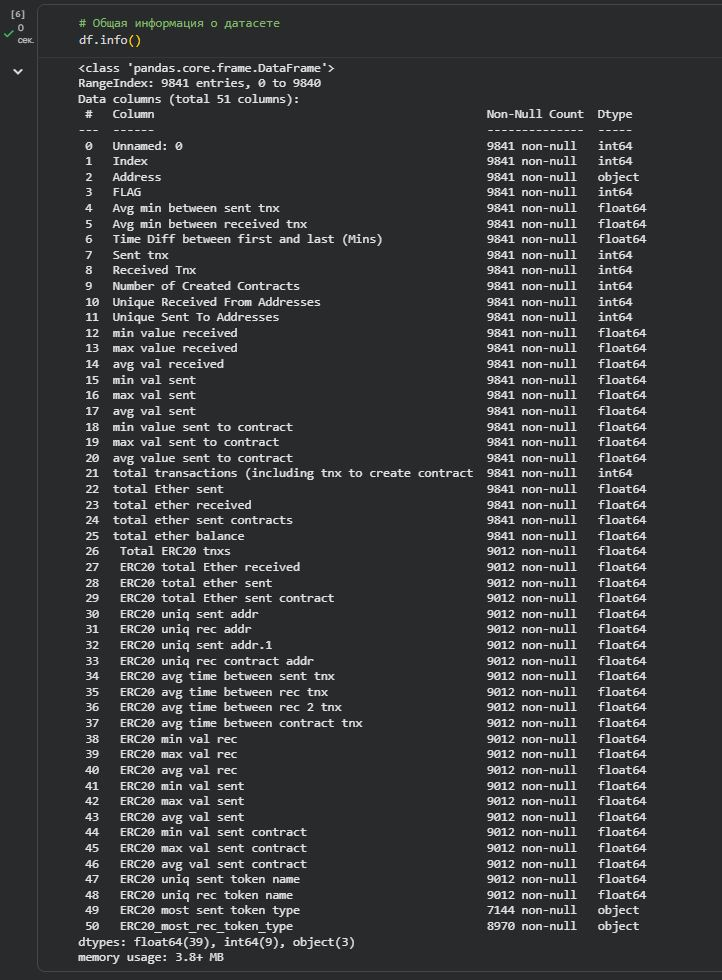 [6]
0
сек.
# Общая информация о датасете
df.info()
<class 'pandas.core.frame.DataFrame'>
RangeIndex: 9841 entries, 0 to 9840
Data columns (total 51 columns):
 #   Column                                                Non-Null Count  Dtype
---  ------                                                --------------  -----
 0   Unnamed: 0                                            9841 non-null   int64
 1   Index                                                 9841 non-null   int64
 2   Address                                               9841 non-null   object
 3   FLAG                                                  9841 non-null   int64
 4   Avg min between sent tnx                              9841 non-null   float64
 5   Avg min between received tnx                          9841 non-null   float64
 6   Time Diff between first and last (Mins)               9841 non-null   float64
 7   Sent tnx                                              9841 non-null   int64
 8   Received Tnx                                          9841 non-null   int64
 9   Number of Created Contracts                           9841 non-null   int64
 10  Unique Received From Addresses                        9841 non-null   int64
 11  Unique Sent To Addresses                              9841 non-null   int64
 12  min value received                                    9841 non-null   float64
 13  max value received                                    9841 non-null   float64
 14  avg val received                                      9841 non-null   float64
 15  min val sent                                          9841 non-null   float64
 16  max val sent                                          9841 non-null   float64
 17  avg val sent                                          9841 non-null   float64
 18  min value sent to contract                            9841 non-null   float64
 19  max val sent to contract                              9841 non-null   float64
 20  avg value sent to contract                            9841 non-null   float64
 21  total transactions (including tnx to create contract  9841 non-null   int64
 22  total Ether sent                                      9841 non-null   float64
 23  total ether received                                  9841 non-null   float64
 24  total ether sent contracts                            9841 non-null   float64
 25  total ether balance                                   9841 non-null   float64
 26   Total ERC20 tnxs                                     9012 non-null   float64
 27   ERC20 total Ether received                           9012 non-null   float64
 28   ERC20 total ether sent                               9012 non-null   float64
 29   ERC20 total Ether sent contract                      9012 non-null   float64
 30   ERC20 uniq sent addr                                 9012 non-null   float64
 31   ERC20 uniq rec addr                                  9012 non-null   float64
 32   ERC20 uniq sent addr.1                               9012 non-null   float64
 33   ERC20 uniq rec contract addr                         9012 non-null   float64
 34   ERC20 avg time between sent tnx                      9012 non-null   float64
 35   ERC20 avg time between rec tnx                       9012 non-null   float64
 36   ERC20 avg time between rec 2 tnx                     9012 non-null   float64
 37   ERC20 avg time between contract tnx                  9012 non-null   float64
 38   ERC20 min val rec                                    9012 non-null   float64
 39   ERC20 max val rec                                    9012 non-null   float64
 40   ERC20 avg val rec                                    9012 non-null   float64
 41   ERC20 min val sent                                   9012 non-null   float64
 42   ERC20 max val sent                                   9012 non-null   float64
 43   ERC20 avg val sent                                   9012 non-null   float64
 44   ERC20 min val sent contract                          9012 non-null   float64
 45   ERC20 max val sent contract                          9012 non-null   float64
 46   ERC20 avg val sent contract                          9012 non-null   float64
 47   ERC20 uniq sent token name                           9012 non-null   float64
 48   ERC20 uniq rec token name                            9012 non-null   float64
 49   ERC20 most sent token type                           7144 non-null   object
 50   ERC20_most_rec_token_type                            8970 non-null   object
dtypes: float64(39), int64(9), object(3)
memory usage: 3.8+ MB